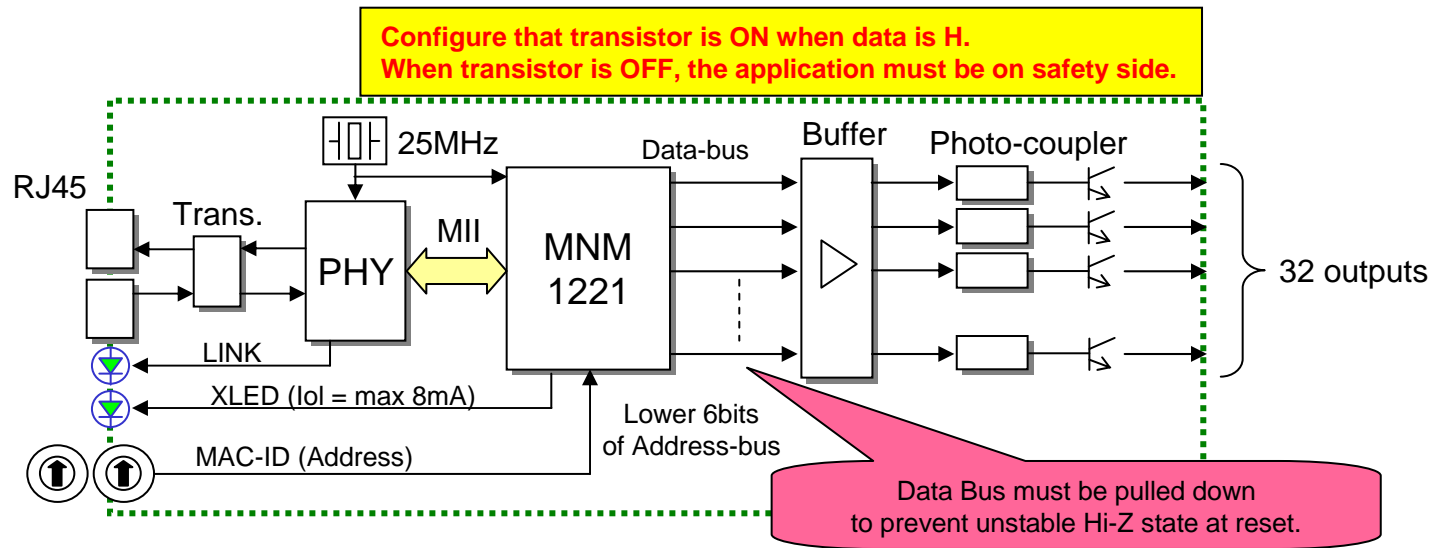 Configure that transistor is ON when data is H.
When transistor is OFF, the application must be on safety side.
25MHz
Data-bus
Buffer
Photo-coupler
RJ45
Trans.
PHY
MII
MNM
1221
32 outputs
LINK
XLED (Iol = max 8mA)
Lower 6bits
of Address-bus
MAC-ID (Address)
Data Bus must be pulled down
to prevent unstable Hi-Z state at reset.